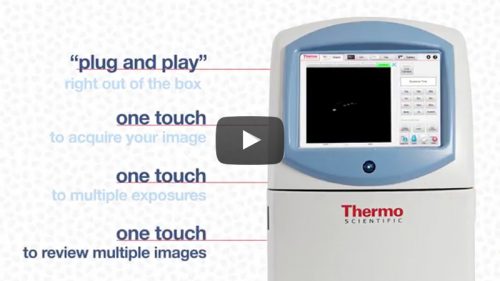 “plug and play”
right out of the box
one touch
to acquire your image
one touch
to multiple exposures
one touch
to review multiple images
Thermo
SCIENTIFIC